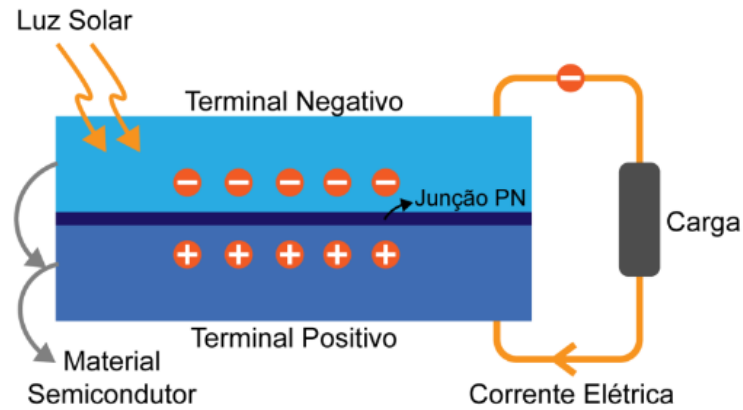 Luz Solar
Terminal Negativo
Junção PN
Carga
Terminal Positivo
Material
Semicondutor
Corrente Elétrica